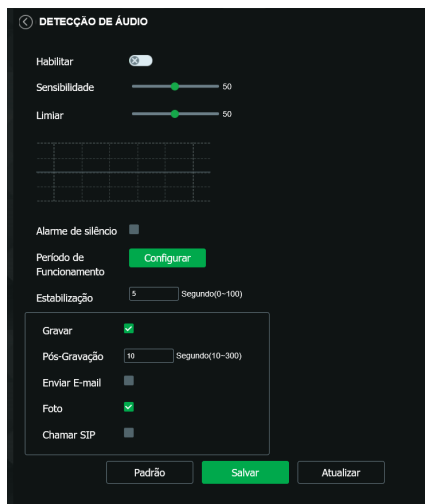 DETECÇÃO DE ÁUDIO
Habilitar
Sensibilidade 50
Limiar 50
Alarme de silêncio
Período de
Funcionamento Configurar
Estabilização 5 Segundo(0~100)
Gravar
Pós-Gravação 10 Segundo(10~300)
Enviar E-mail
Foto
Chamar SIP
Padrão Salvar Atualizar